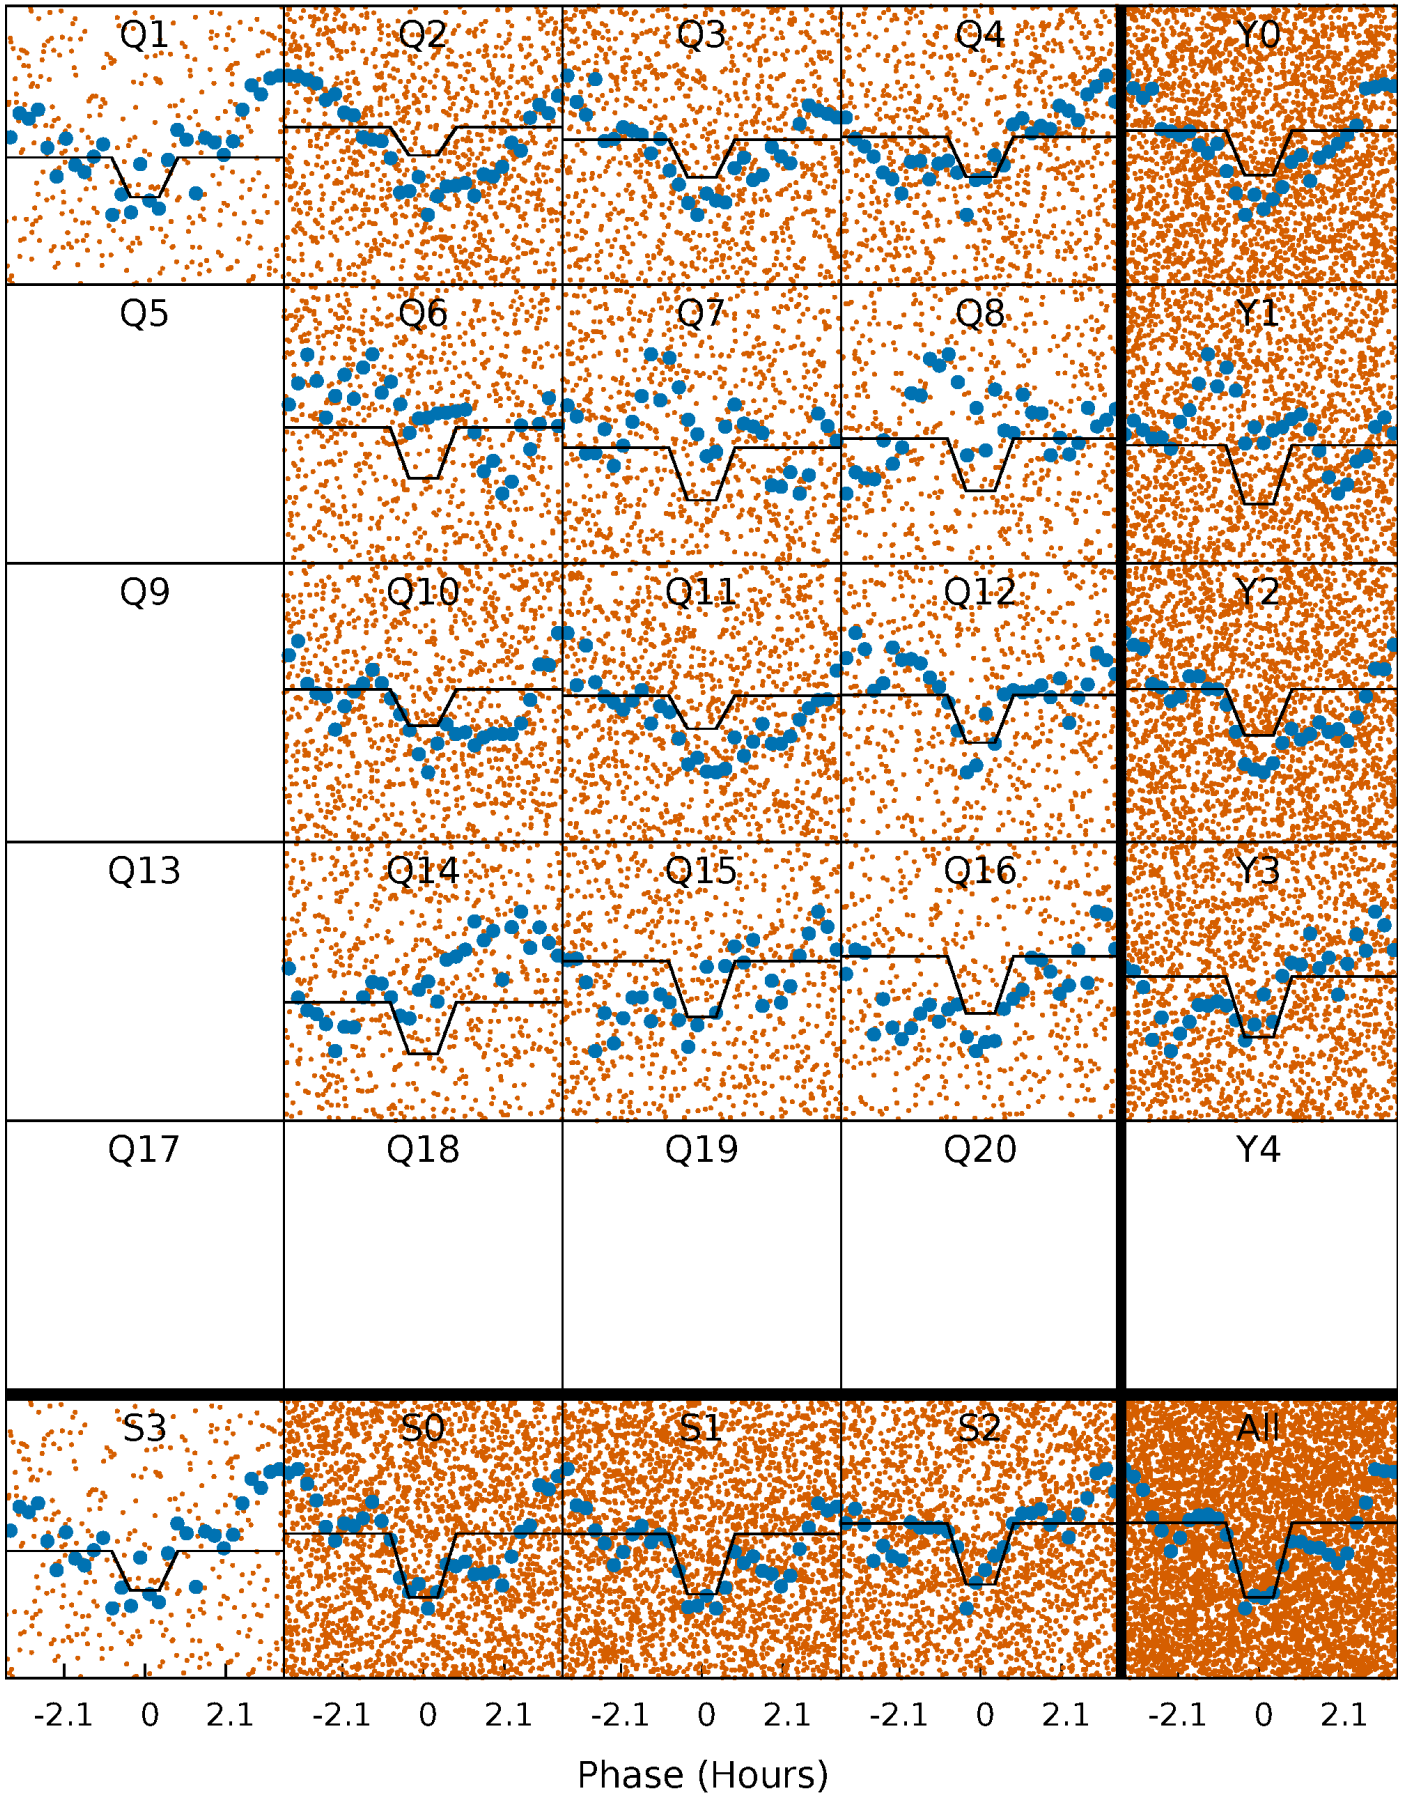 Q1 Q2 Q3 Q4 Y0
Q5 Q6 Q7 Q8 Y1
Q9 Q10 Q11 Q12 Y2
Q13 Q14 Q15 Q16 Y3
Q17 Q18 Q19 Q20 Y4
S3 S0 S1 S2 All
-2.1 0 2.1 -2.1 0 2.1 -2.1 0 2.1 -2.1 0 2.1 -2.1 0 2.1
Phase (Hours)